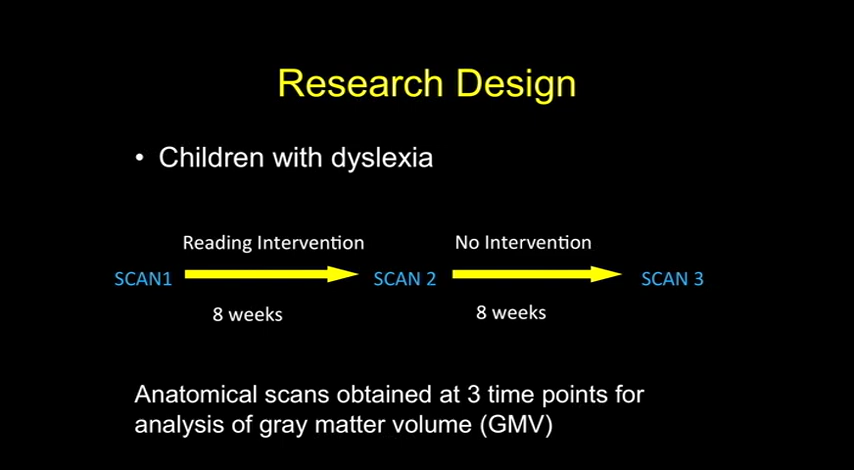 Research Design
• Children with dyslexia
Reading Intervention
No Intervention
SCAN1
SCAN 2
SCAN 3
8 weeks
8 weeks
Anatomical scans obtained at 3 time points for
analysis of gray matter volume (GMV)